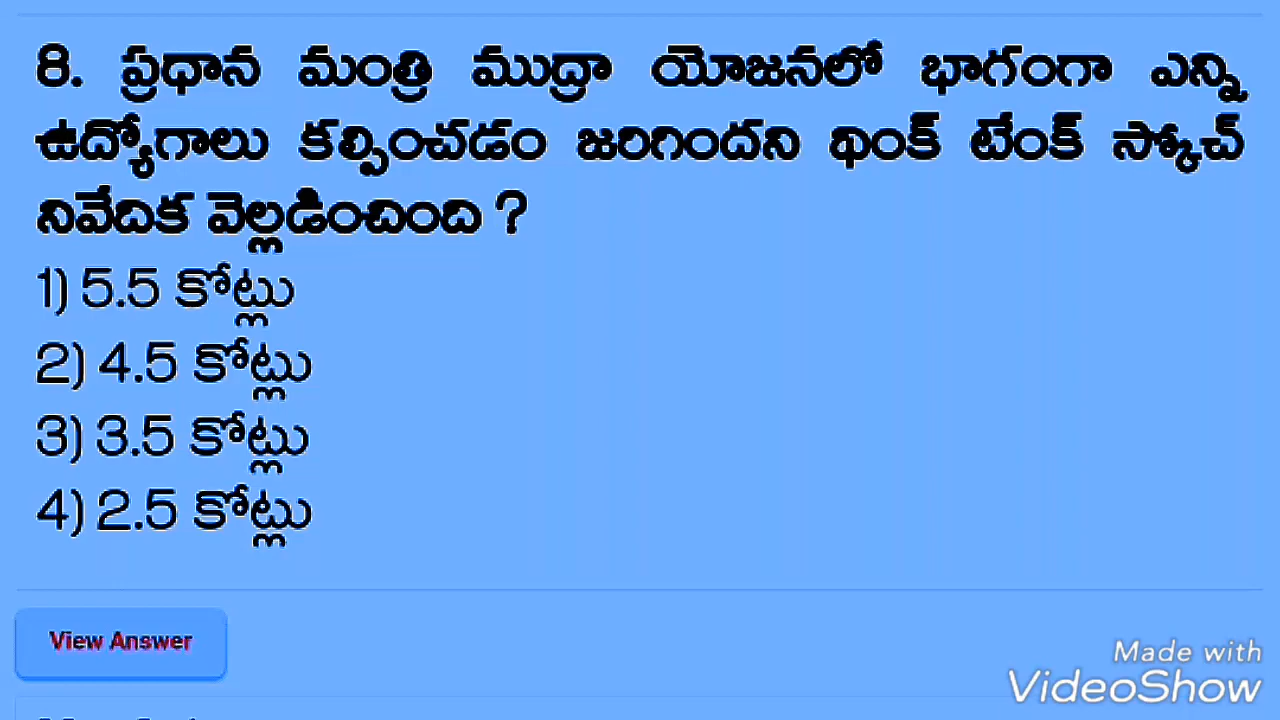 8. ప్రధాన మంత్రి ముద్రా యోజనలో భాగంగా ఎన్ని
ఉద్యోగాలు కల్పించడం జరిగిందని థింక్ టేంక్ స్కోచ్
నివేదిక వెల్లడించింది ?
1) 5.5 కోట్లు
2) 4.5 కోట్లు
3) 3.5 కోట్లు
4) 2.5 కోట్లు
View Answer
Made with
VideoShow